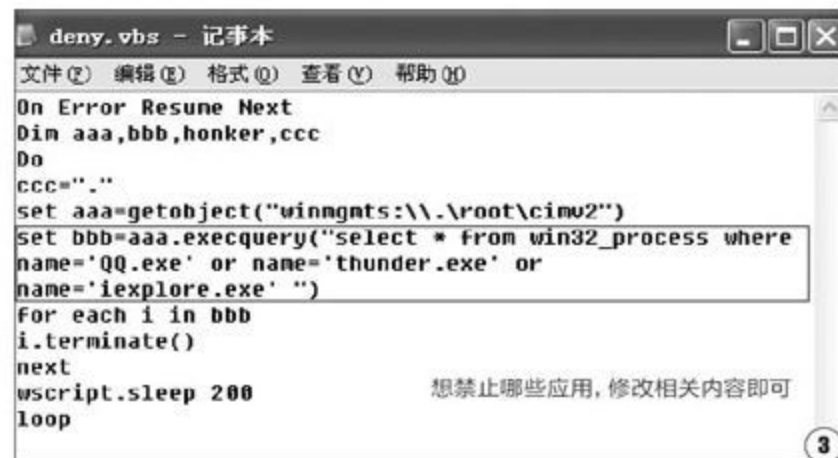 deny.vbs - 记事本
文件(F) 编辑(E) 格式(O) 查看(V) 帮助(H)
On Error Resume Next
Dim aaa,bbb,honker,ccc
Do
ccc="."
set aaa=getobject("winmgmts:\\.\root\cimv2")
set bbb=aaa.execquery("select * from win32_process where
name='QQ.exe' or name='thunder.exe' or
name='iexplore.exe' ")
For each i in bbb
i.terminate()
next
wscript.sleep 200
loop
想禁止哪些应用,修改相关内容即可
3